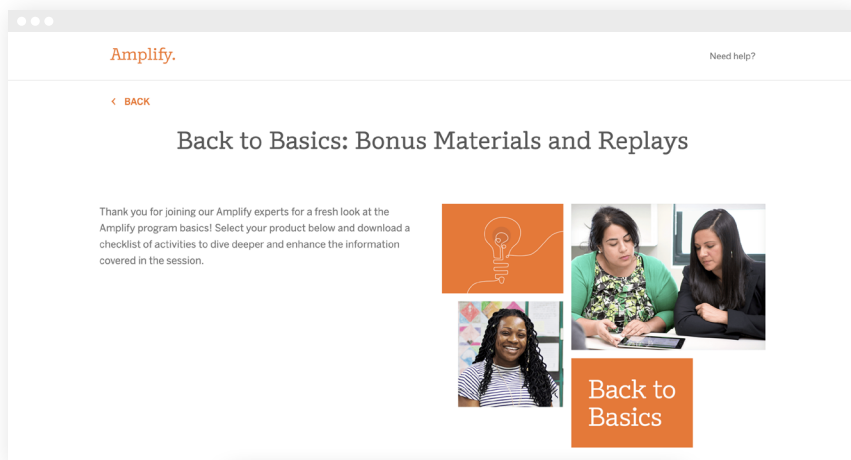 Amplify.
Need help?
BACK
Back to Basics: Bonus Materials and Replays
Thank you for joining our Amplify experts for a fresh look at the
Amplify program basics! Select your product below and download a
checklist of activities to dive deeper and enhance the information
covered in the session.
Back to
Basics